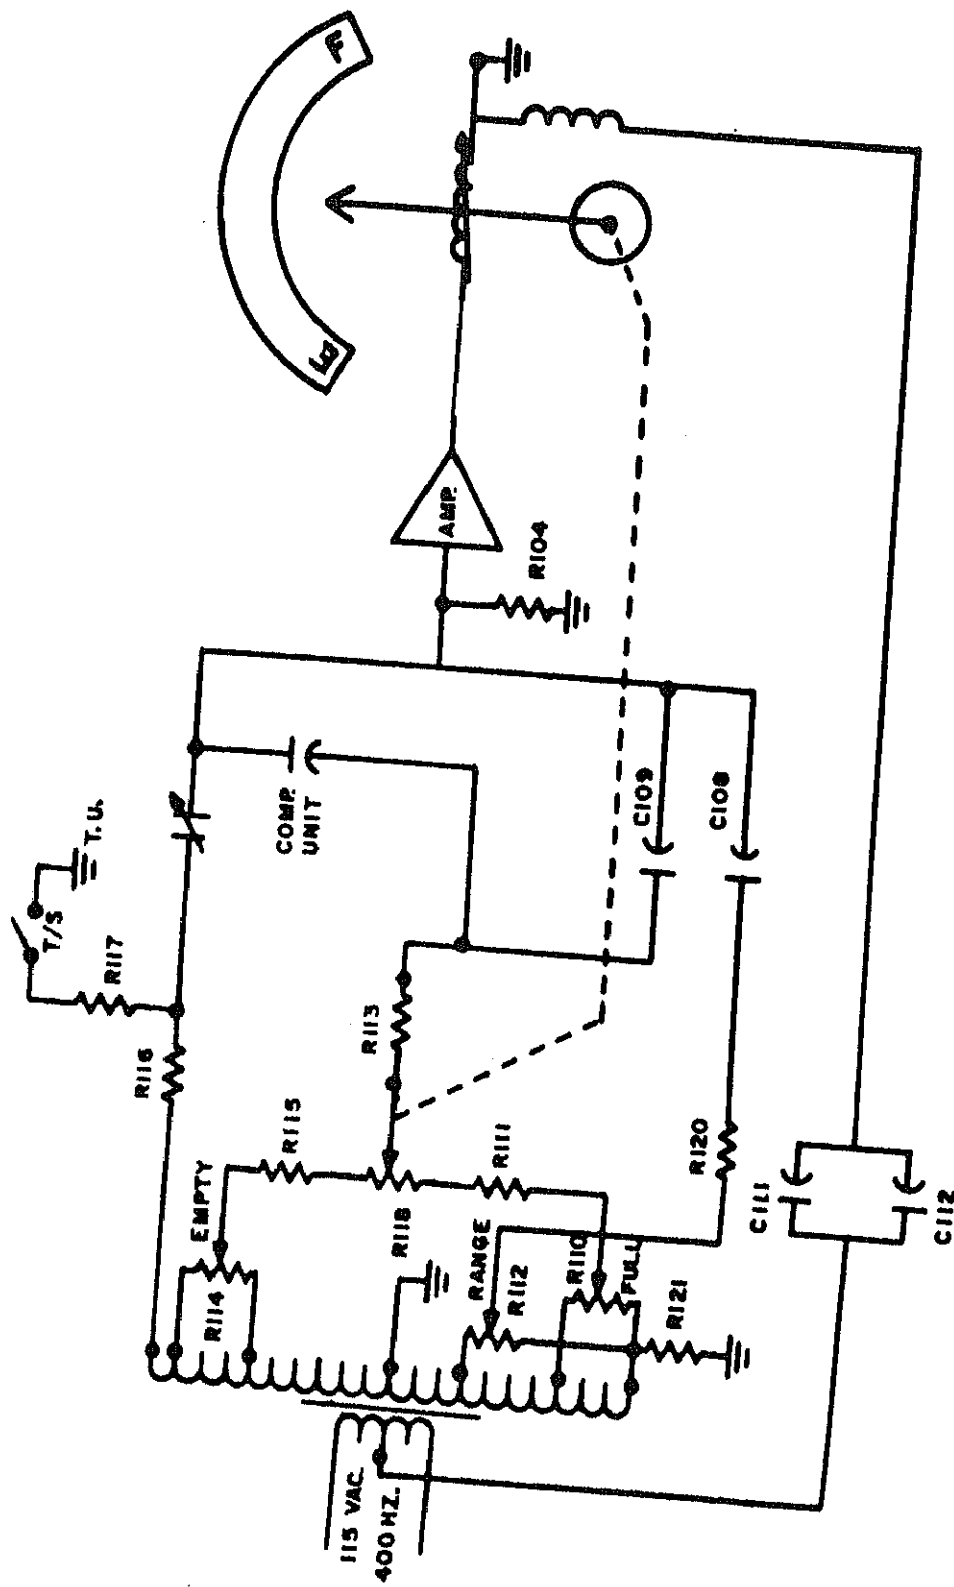 F
E
AMP.
R104
T.U.
T/S
R117
R116
COMP.
UNIT
C109
C108
R113
R115
EMPTY
R114
R118
R111
RANGE
R112
R110
FULL
R120
R121
C111
C112
115 VAC.
400 HZ.